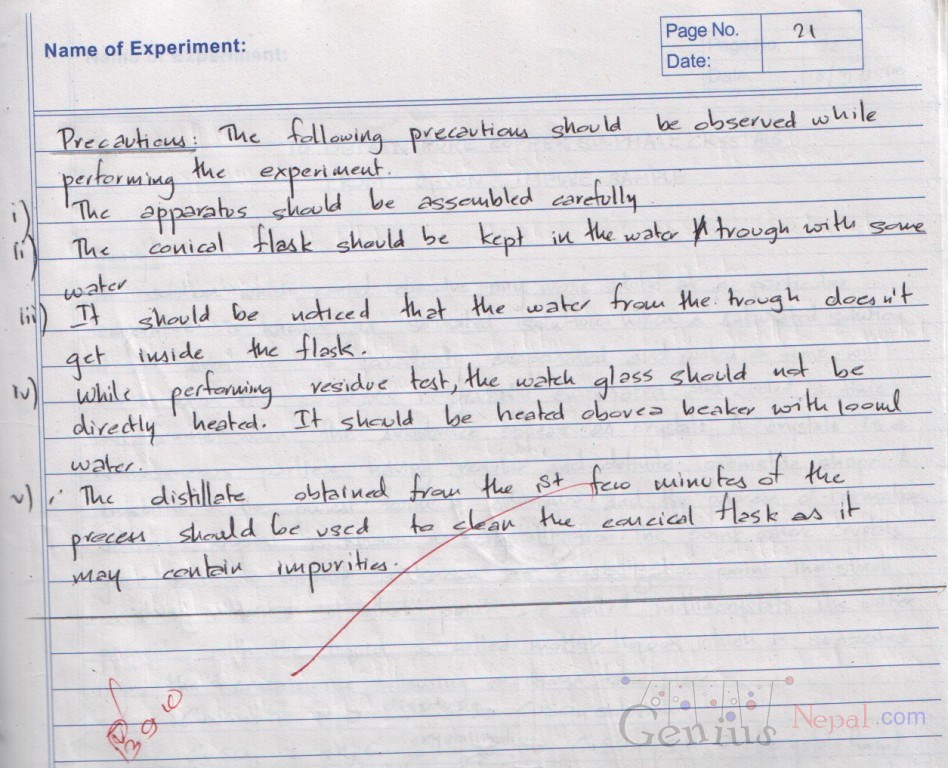 Name of Experiment:
Page No. 21
Date:
Precautions: The following precautions should be observed while
performing the experiment.
i) The apparatus should be assembled carefully
ii) The conical flask should be kept in the water trough with some
water
iii) It should be noticed that the water from the trough doesn't
get inside the flask.
iv) While performing residue test, the watch glass should not be
directly heated. It should be heated above a beaker with 100ml
water.
v) The distillate obtained from the 1st few minutes of the
process should be used to clean the concical flask as it
may contain impurities.
Genius Nepal.com